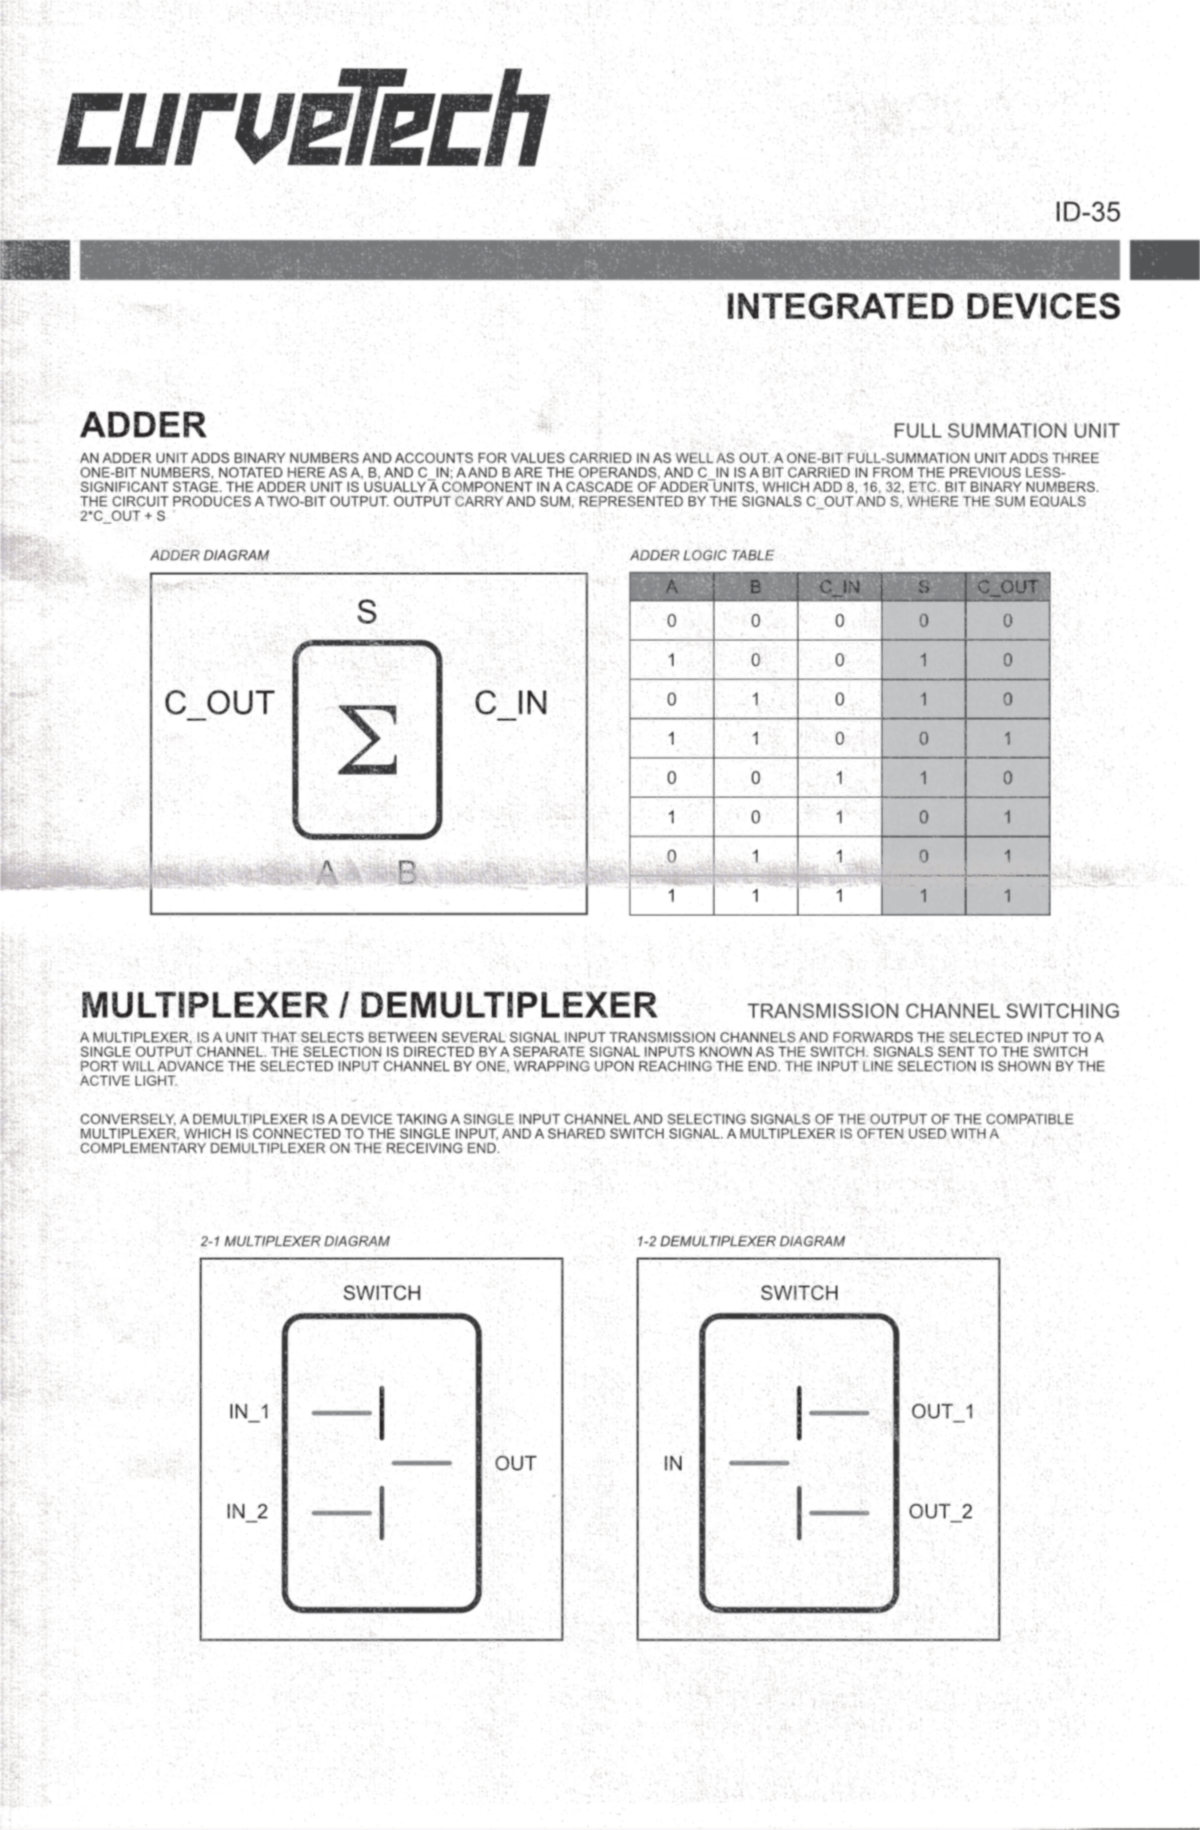 curveTech
ID-35
INTEGRATED DEVICES
ADDER
FULL SUMMATION UNIT
AN ADDER UNIT ADDS BINARY NUMBERS AND ACCOUNTS FOR VALUES CARRIED IN AS WELL AS OUT. A ONE-BIT FULL-SUMMATION UNIT ADDS THREE
ONE-BIT NUMBERS, NOTATED HERE AS A, B, AND C_IN; A AND B ARE THE OPERANDS, AND C_IN IS A BIT CARRIED IN FROM THE PREVIOUS LESS-
SIGNIFICANT STAGE. THE ADDER UNIT IS USUALLY A COMPONENT IN A CASCADE OF ADDER UNITS, WHICH ADD 8, 16, 32, ETC. BIT BINARY NUMBERS.
THE CIRCUIT PRODUCES A TWO-BIT OUTPUT. OUTPUT CARRY AND SUM, REPRESENTED BY THE SIGNALS C_OUT AND S, WHERE THE SUM EQUALS
2*C_OUT + S
ADDER DIAGRAM
S
C_OUT
Σ
C_IN
A B
ADDER LOGIC TABLE
A B C_IN S C_OUT
0 0 0 0 0
1 0 0 1 0
0 1 0 1 0
1 1 0 0 1
0 0 1 1 0
1 0 1 0 1
0 1 1 0 1
1 1 1 1 1
MULTIPLEXER / DEMULTIPLEXER
TRANSMISSION CHANNEL SWITCHING
A MULTIPLEXER, IS A UNIT THAT SELECTS BETWEEN SEVERAL SIGNAL INPUT TRANSMISSION CHANNELS AND FORWARDS THE SELECTED INPUT TO A
SINGLE OUTPUT CHANNEL. THE SELECTION IS DIRECTED BY A SEPARATE SIGNAL INPUTS KNOWN AS THE SWITCH. SIGNALS SENT TO THE SWITCH
PORT WILL ADVANCE THE SELECTED INPUT CHANNEL BY ONE, WRAPPING UPON REACHING THE END. THE INPUT LINE SELECTION IS SHOWN BY THE
ACTIVE LIGHT.
CONVERSELY, A DEMULTIPLEXER IS A DEVICE TAKING A SINGLE INPUT CHANNEL AND SELECTING SIGNALS OF THE OUTPUT OF THE COMPATIBLE
MULTIPLEXER, WHICH IS CONNECTED TO THE SINGLE INPUT, AND A SHARED SWITCH SIGNAL. A MULTIPLEXER IS OFTEN USED WITH A
COMPLEMENTARY DEMULTIPLEXER ON THE RECEIVING END.
2-1 MULTIPLEXER DIAGRAM
SWITCH
IN_1
OUT
IN_2
1-2 DEMULTIPLEXER DIAGRAM
SWITCH
OUT_1
IN
OUT_2